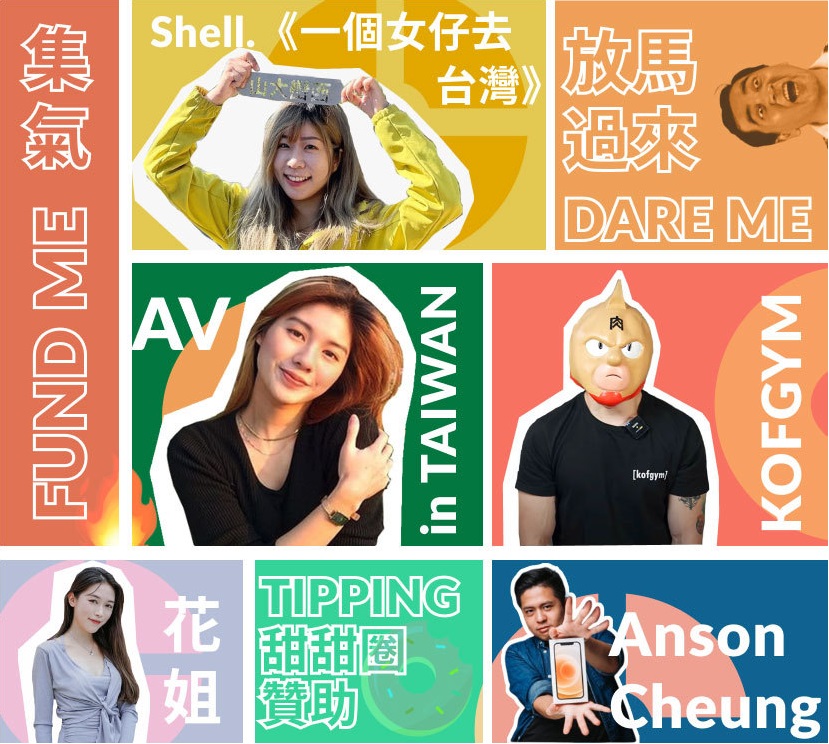 集氣 FUND ME
Shell.《一個女仔去
台灣》
放馬
過來
DARE ME
AV
in TAIWAN
肉
[kofgym]
KOFGYM
花
姐
TIPPING
甜甜圈
贊助
Anson
Cheung